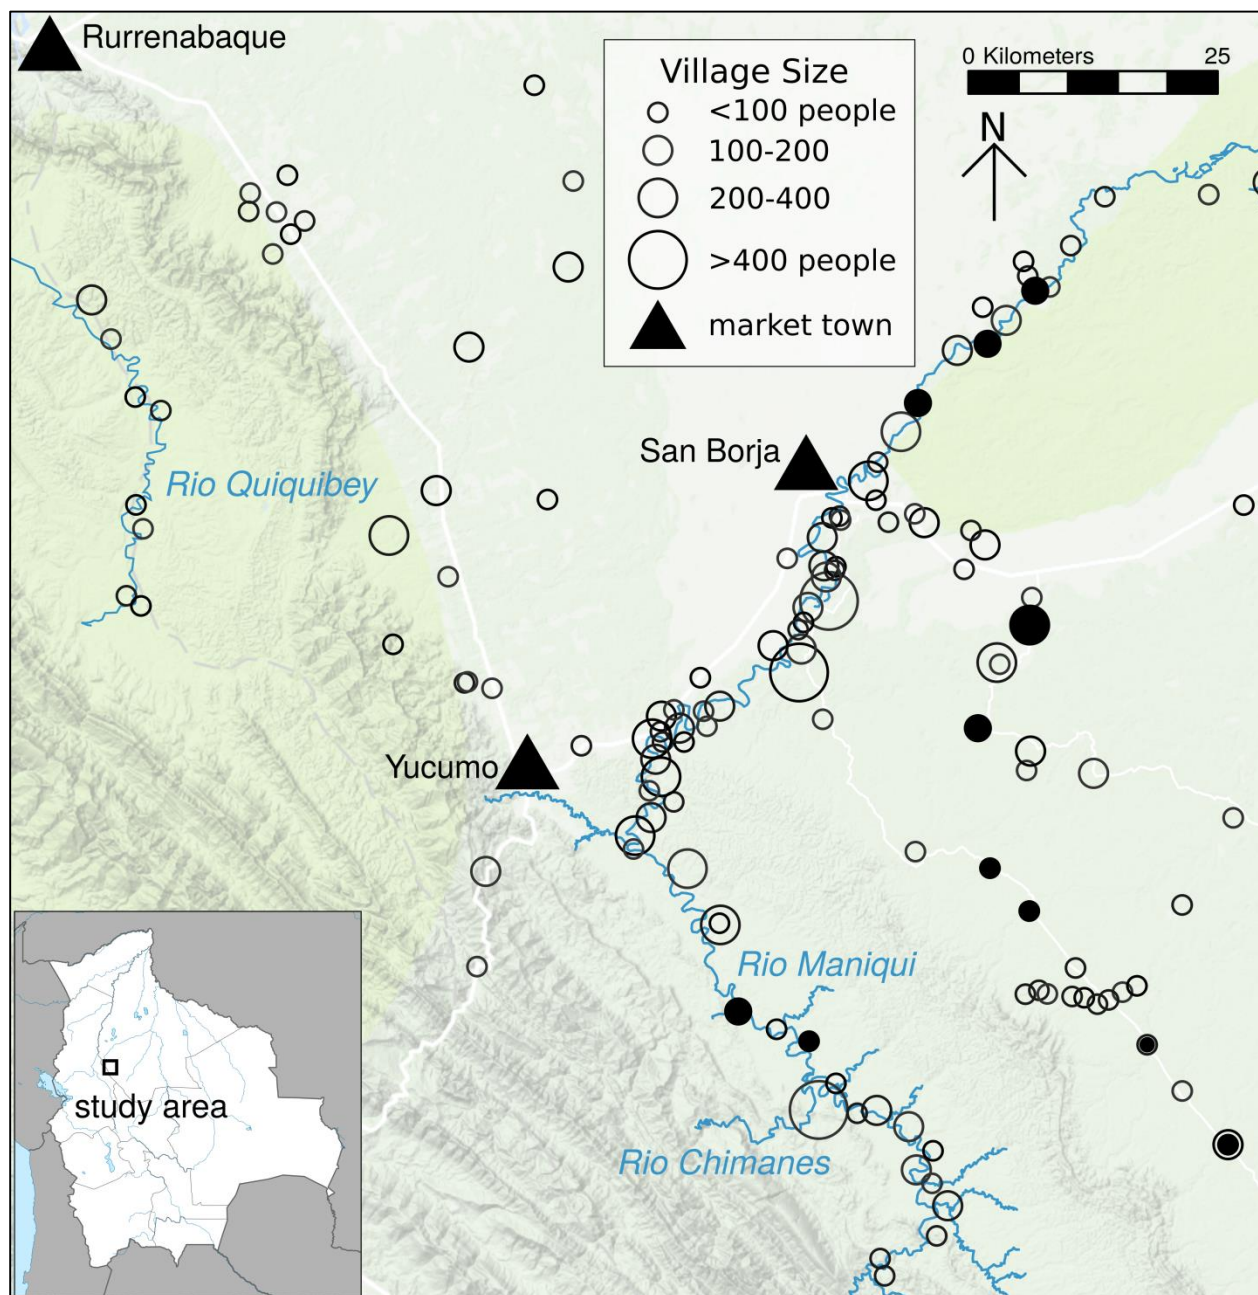 Rurrenabaque
Village Size
<100 people
100-200
200-400
>400 people
market town
0 Kilometers 25
N
San Borja
Rio Quiquibey
Yucumo
Rio Maniqui
Rio Chimanes
study area